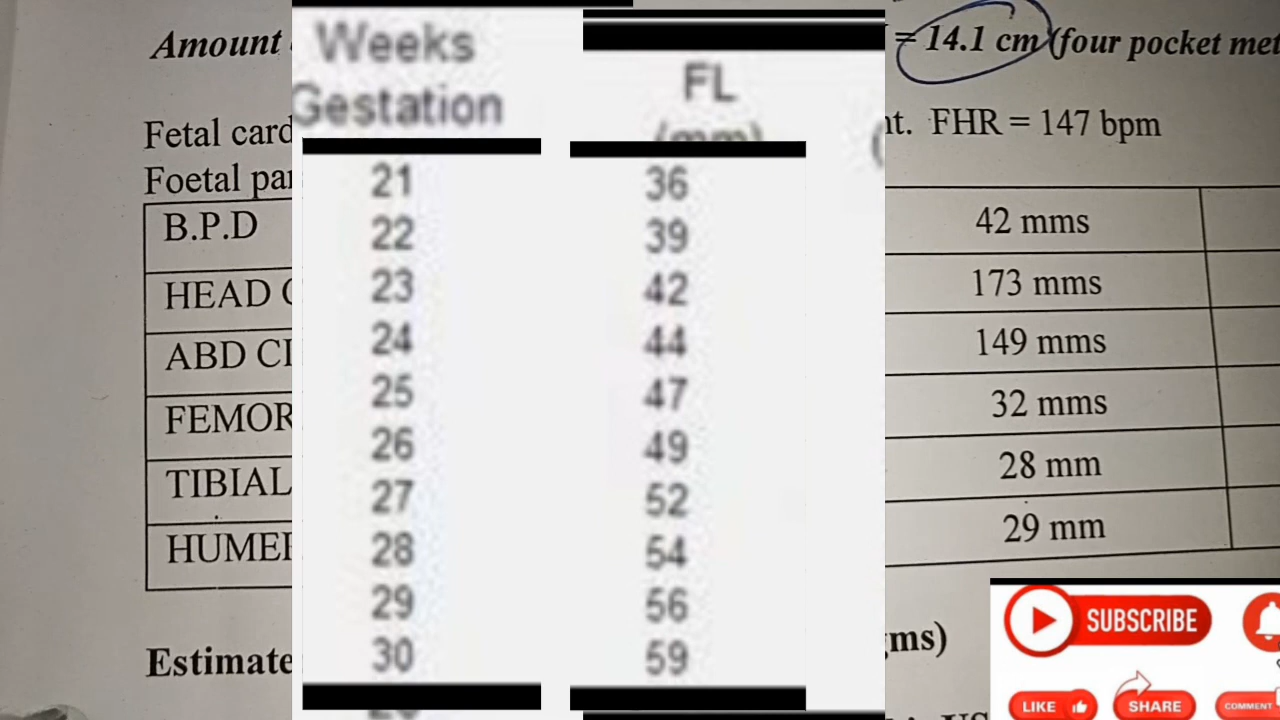 Amount
= 14.1 cm (four pocket met
Fetal card
nt. FHR = 147 bpm
Foetal par
B.P.D
42 mms
HEAD C
173 mms
ABD CI
149 mms
FEMOR
32 mms
TIBIAL
28 mm
HUMER
29 mm
Estimate
gms)
Weeks Gestation
FL (mm)
21 36
22 39
23 42
24 44
25 47
26 49
27 52
28 54
29 56
30 59
SUBSCRIBE
LIKE SHARE COMMENT